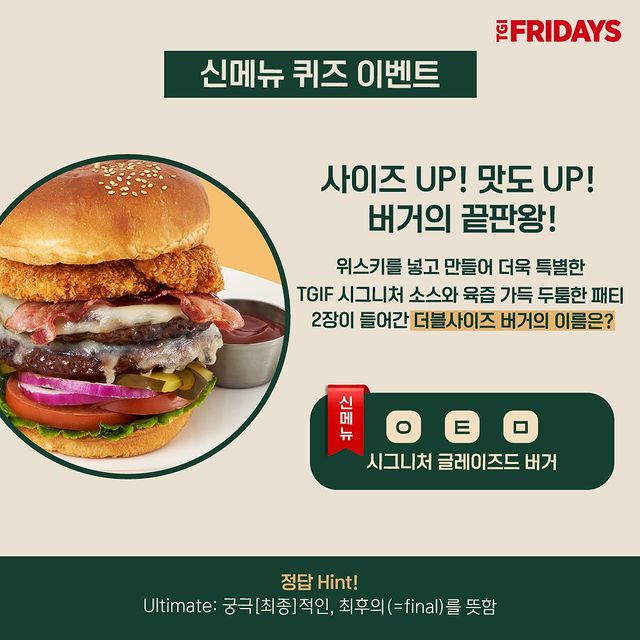 TGI FRIDAYS
신메뉴 퀴즈 이벤트
사이즈 UP! 맛도 UP!
버거의 끝판왕!
위스키를 넣고 만들어 더욱 특별한
TGIF 시그니처 소스와 육즙 가득 두툼한 패티
2장이 들어간 더블사이즈 버거의 이름은?
신메뉴
ㅇ ㅌ ㅁ
시그니처 글레이즈드 버거
정답 Hint!
Ultimate: 궁극[최종]적인, 최후의(=final)를 뜻함